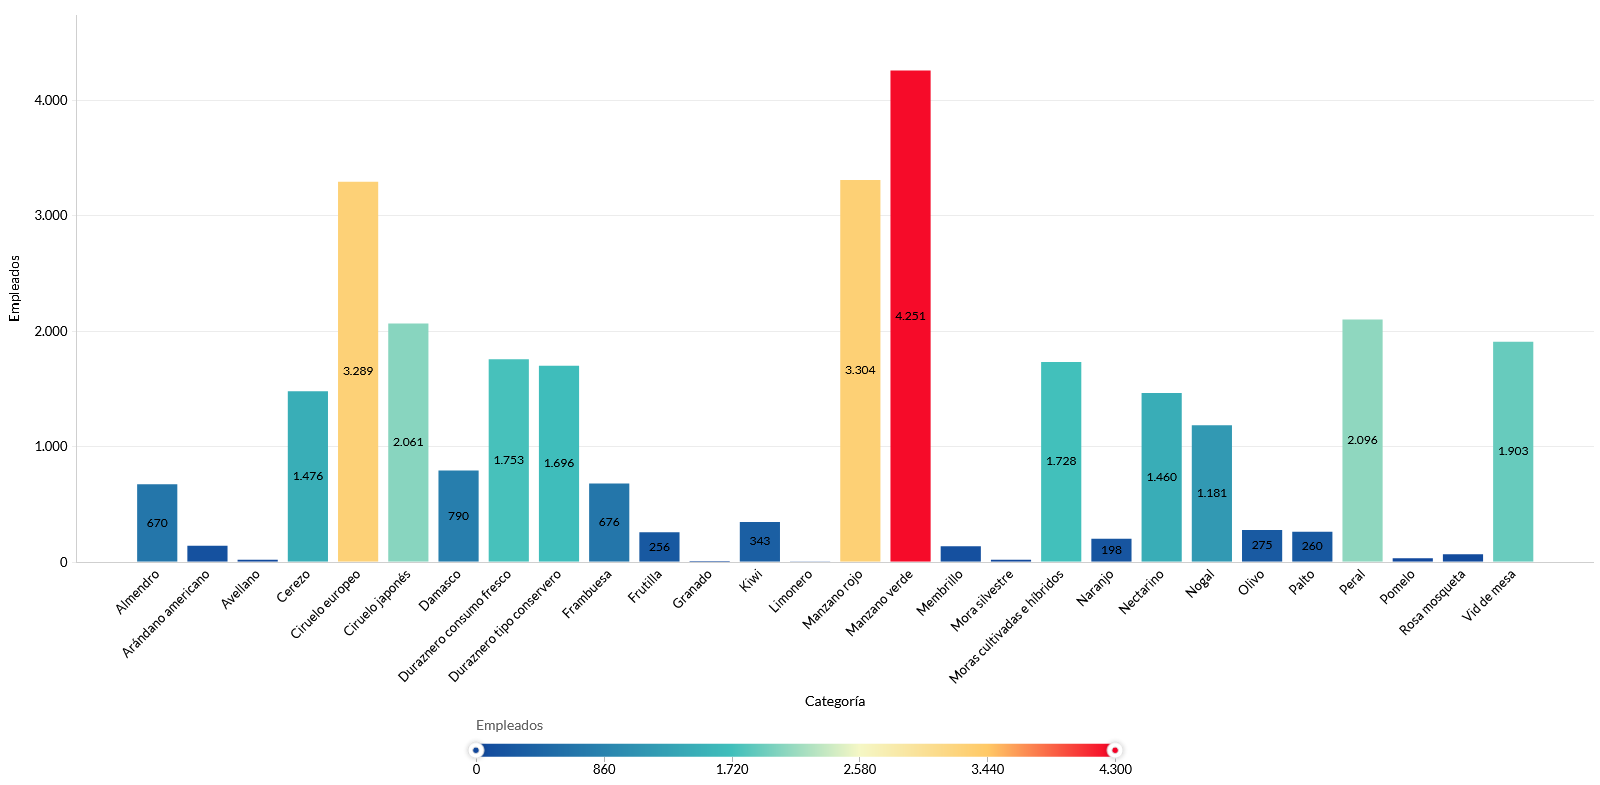 4.000
3.000
2.000
1.000
0
Empleados
670
1.476
3.289
2.061
790
1.753
1.696
676
256
343
3.304
4.251
1.728
198
1.460
1.181
275
260
2.096
1.903
Almendro
Arándano americano
Avellano
Cerezo
Ciruelo europeo
Ciruelo japonés
Damasco
Duraznero consumo fresco
Duraznero tipo conservero
Frambuesa
Frutilla
Granado
Kiwi
Limonero
Manzano rojo
Manzano verde
Membrillo
Mora silvestre
Moras cultivadas e híbridos
Naranjo
Nectarino
Nogal
Olivo
Palto
Peral
Pomelo
Rosa mosqueta
Vid de mesa
Categoría
Empleados
0 860 1.720 2.580 3.440 4.300